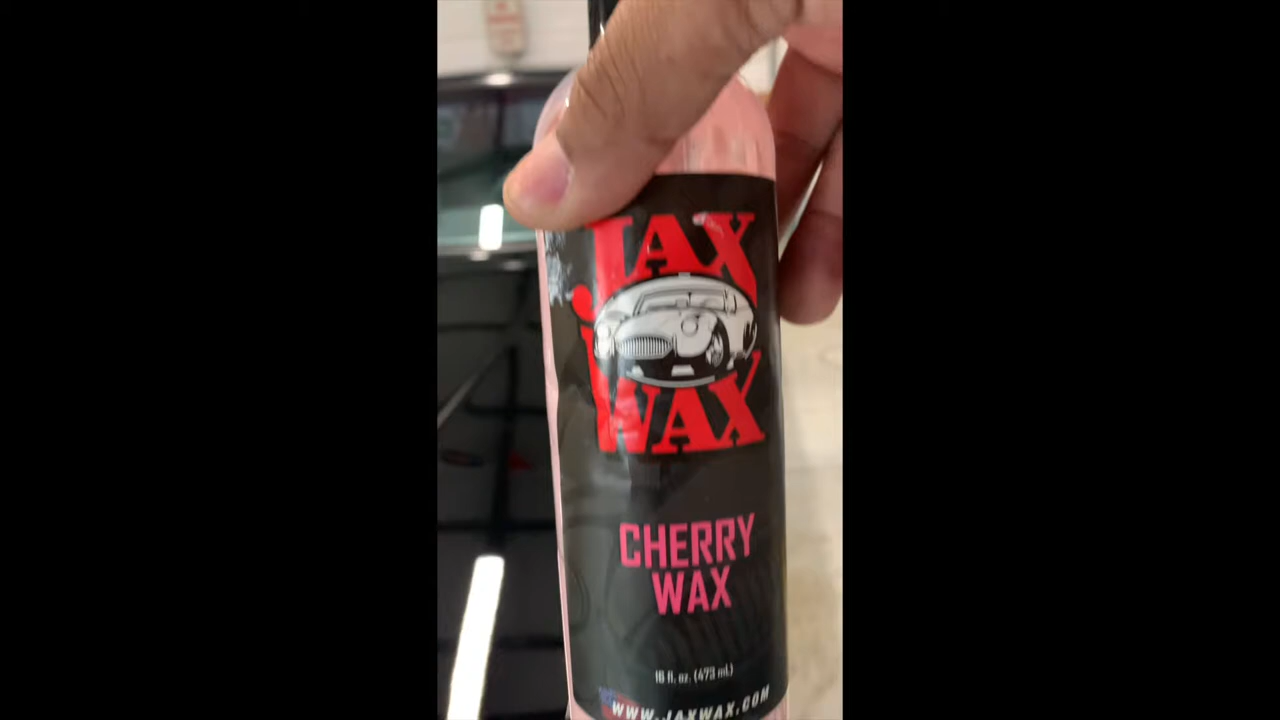 JAX
WAX
CHERRY
WAX
16 fl. oz. (473 mL)
WWW.JAXWAX.COM